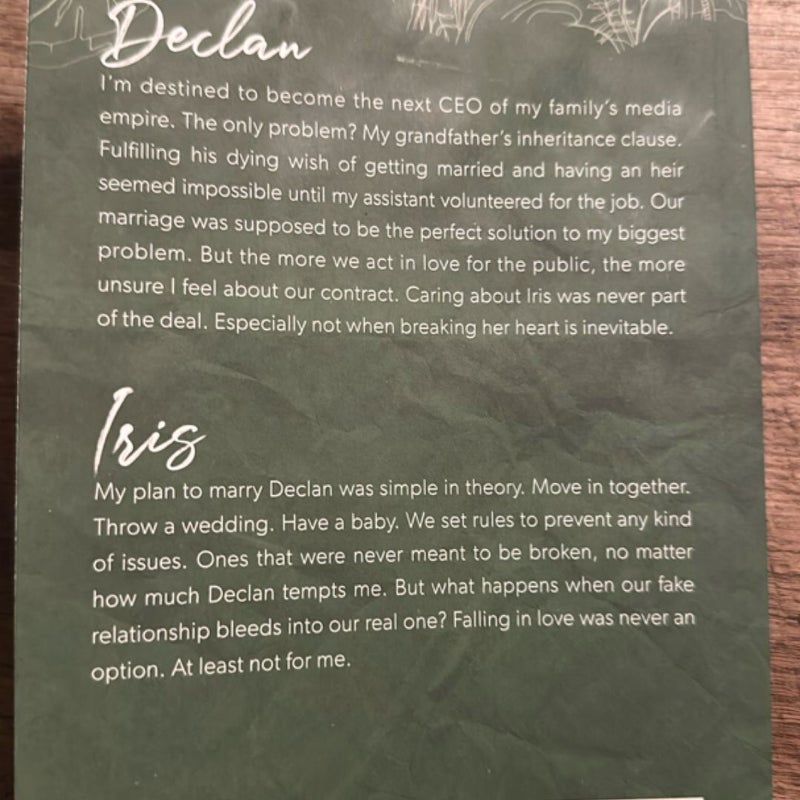 Declan
I'm destined to become the next CEO of my family's media
empire. The only problem? My grandfather's inheritance clause.
Fulfilling his dying wish of getting married and having an heir
seemed impossible until my assistant volunteered for the job. Our
marriage was supposed to be the perfect solution to my biggest
problem. But the more we act in love for the public, the more
unsure I feel about our contract. Caring about Iris was never part
of the deal. Especially not when breaking her heart is inevitable.
Iris
My plan to marry Declan was simple in theory. Move in together.
Throw a wedding. Have a baby. We set rules to prevent any kind
of issues. Ones that were never meant to be broken, no matter
how much Declan tempts me. But what happens when our fake
relationship bleeds into our real one? Falling in love was never an
option. At least not for me.